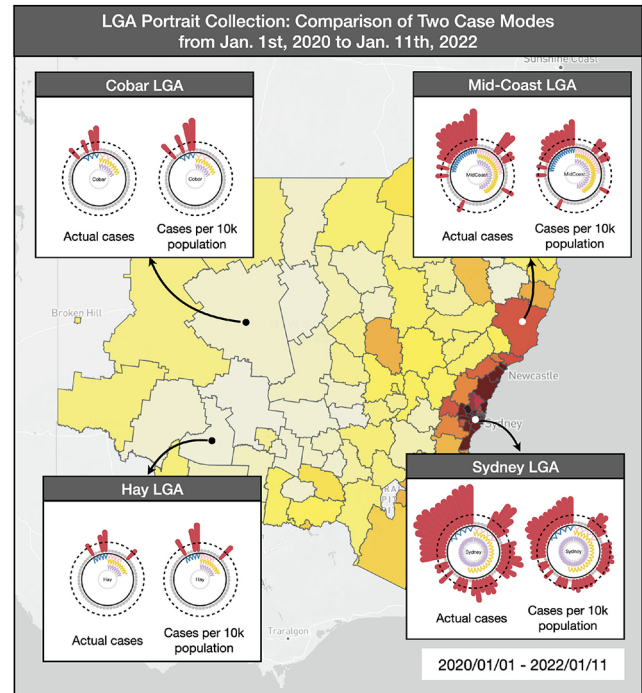 LGA Portrait Collection: Comparison of Two Case Modes
from Jan. 1st, 2020 to Jan. 11th, 2022
Sunshine Coast
Cobar LGA
Cobar
Cobar
Actual cases
Cases per 10k
population
Mid-Coast LGA
MidCoast
MidCoast
Actual cases
Cases per 10k
population
Broken Hill
Newcastle
Sydney
Hay LGA
Hay
Hay
Actual cases
Cases per 10k
population
Sydney LGA
Sydney
Sydney
Actual cases
Cases per 10k
population
Traralgon
2020/01/01 - 2022/01/11